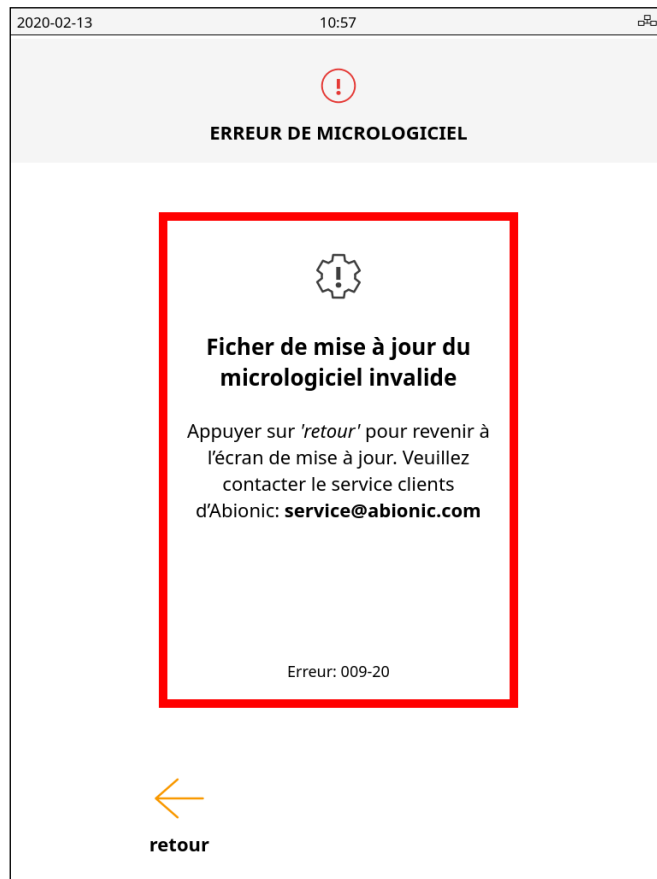 2020-02-13 10:57
ERREUR DE MICROLOGICIEL
Ficher de mise à jour du
micrologiciel invalide
Appuyer sur 'retour' pour revenir à
l’écran de mise à jour. Veuillez
contacter le service clients
d’Abionic: service@abionic.com
Erreur: 009-20
retour